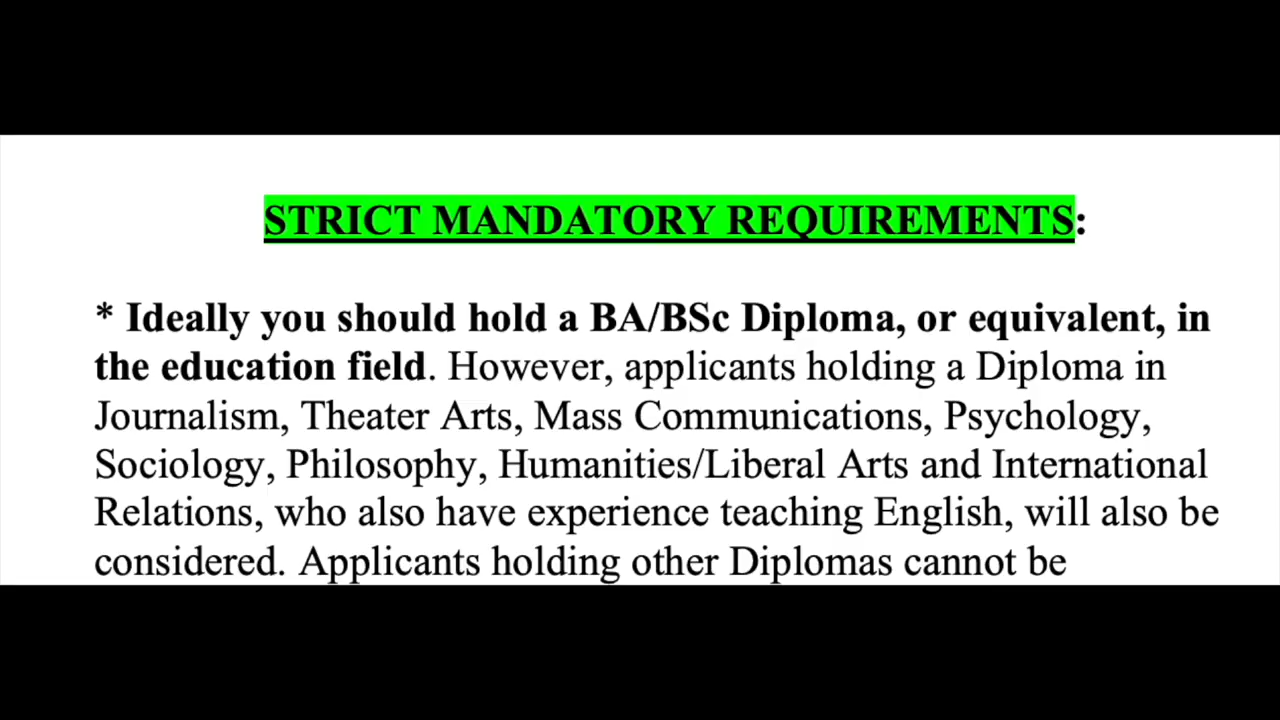 STRICT MANDATORY REQUIREMENTS:
* Ideally you should hold a BA/BSc Diploma, or equivalent, in
the education field. However, applicants holding a Diploma in
Journalism, Theater Arts, Mass Communications, Psychology,
Sociology, Philosophy, Humanities/Liberal Arts and International
Relations, who also have experience teaching English, will also be
considered. Applicants holding other Diplomas cannot be